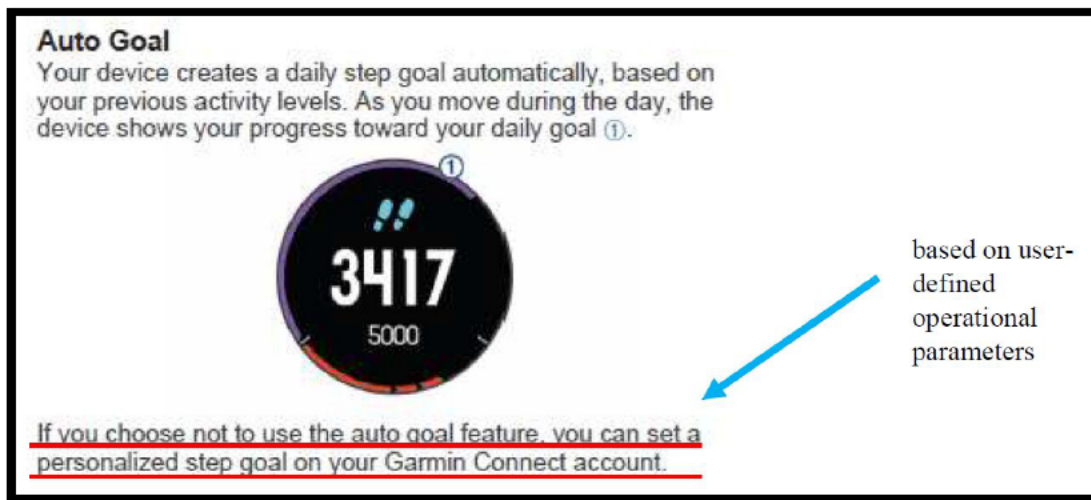 Auto Goal
Your device creates a daily step goal automatically, based on
your previous activity levels. As you move during the day, the
device shows your progress toward your daily goal ①.
①
3417
5000
based on user-
defined
operational
parameters
If you choose not to use the auto goal feature, you can set a
personalized step goal on your Garmin Connect account.